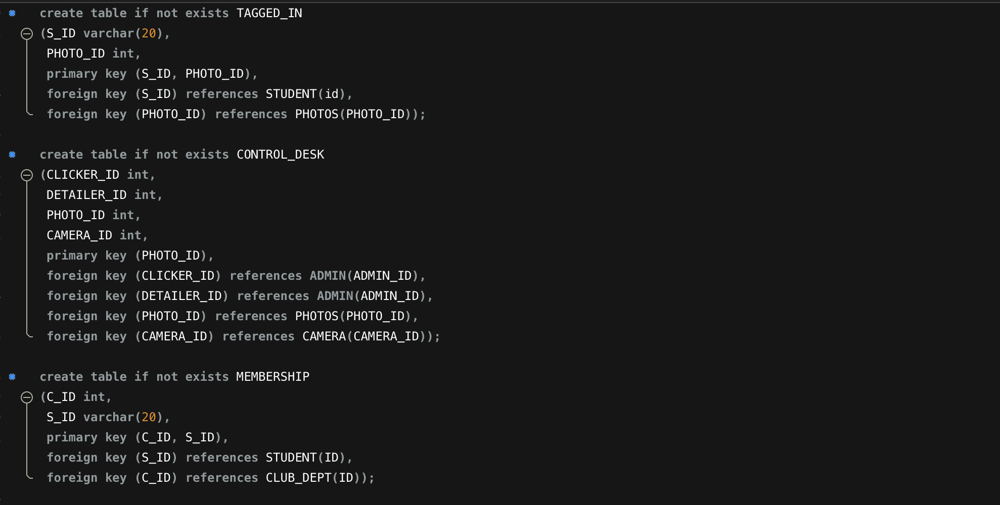 create table if not exists TAGGED_IN
(S_ID varchar(20),
PHOTO_ID int,
primary key (S_ID, PHOTO_ID),
foreign key (S_ID) references STUDENT(id),
foreign key (PHOTO_ID) references PHOTOS(PHOTO_ID));
create table if not exists CONTROL_DESK
(CLICKER_ID int,
DETAILER_ID int,
PHOTO_ID int,
CAMERA_ID int,
primary key (PHOTO_ID),
foreign key (CLICKER_ID) references ADMIN(ADMIN_ID),
foreign key (DETAILER_ID) references ADMIN(ADMIN_ID),
foreign key (PHOTO_ID) references PHOTOS(PHOTO_ID),
foreign key (CAMERA_ID) references CAMERA(CAMERA_ID));
create table if not exists MEMBERSHIP
(C_ID int,
S_ID varchar(20),
primary key (C_ID, S_ID),
foreign key (S_ID) references STUDENT(ID),
foreign key (C_ID) references CLUB_DEPT(ID));